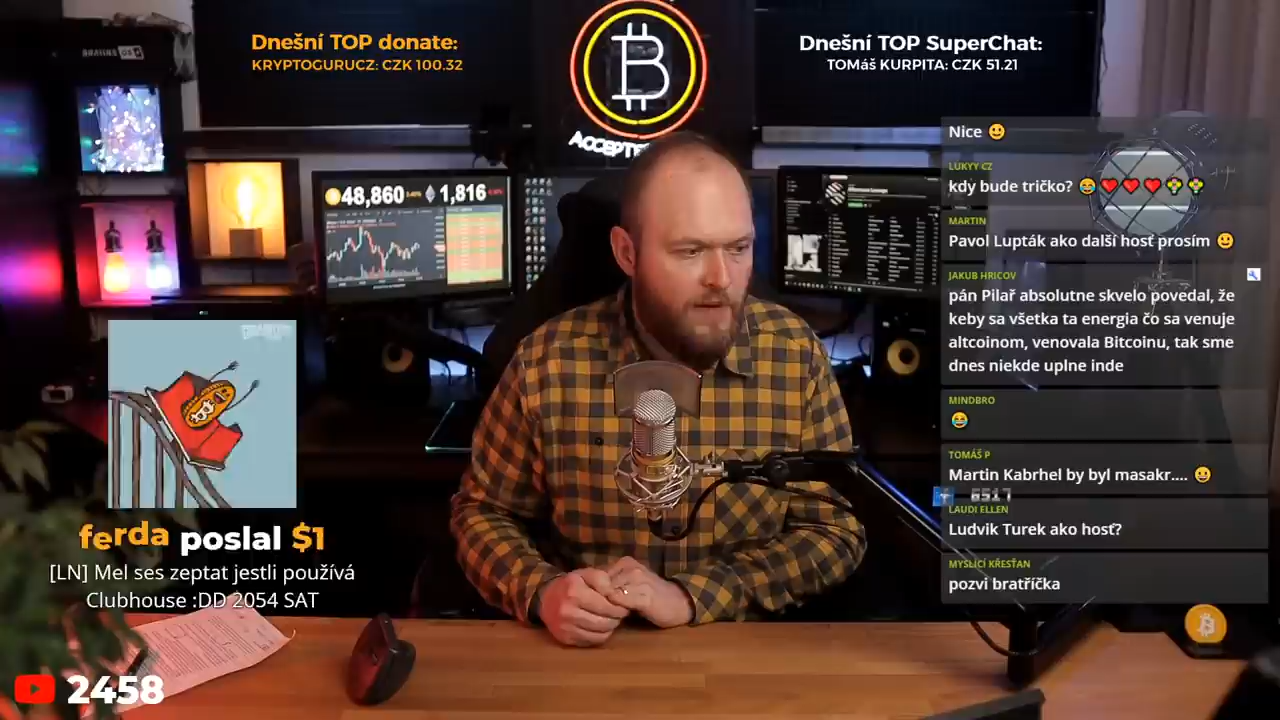 Dnešní TOP donate:
KRYPTOGURUCZ: CZK 100.32
Dnešní TOP SuperChat:
TOMáš KURPITA: CZK 51.21
ACCEPTE
48,860
1,816
Nice
LUKYY CZ
kdy bude tričko?
MARTIN
Pavol Lupták ako další hosť prosím
JAKUB HRICOV
pán Pilař absolutne skvelo povedal, že
keby sa všetka ta energia čo sa venuje
altcoinom, venovala Bitcoinu, tak sme
dnes niekde uplne inde
MINDBRO
TOMÁŠ P
Martin Kabrhel by byl masakr....
6517
LAUDI ELLEN
Ludvik Turek ako hosť?
MYSLÍCÍ KŘESŤAN
pozvi bratříčka
ferda poslal $1
[LN] Mel ses zeptat jestli používá
Clubhouse :DD 2054 SAT
2458